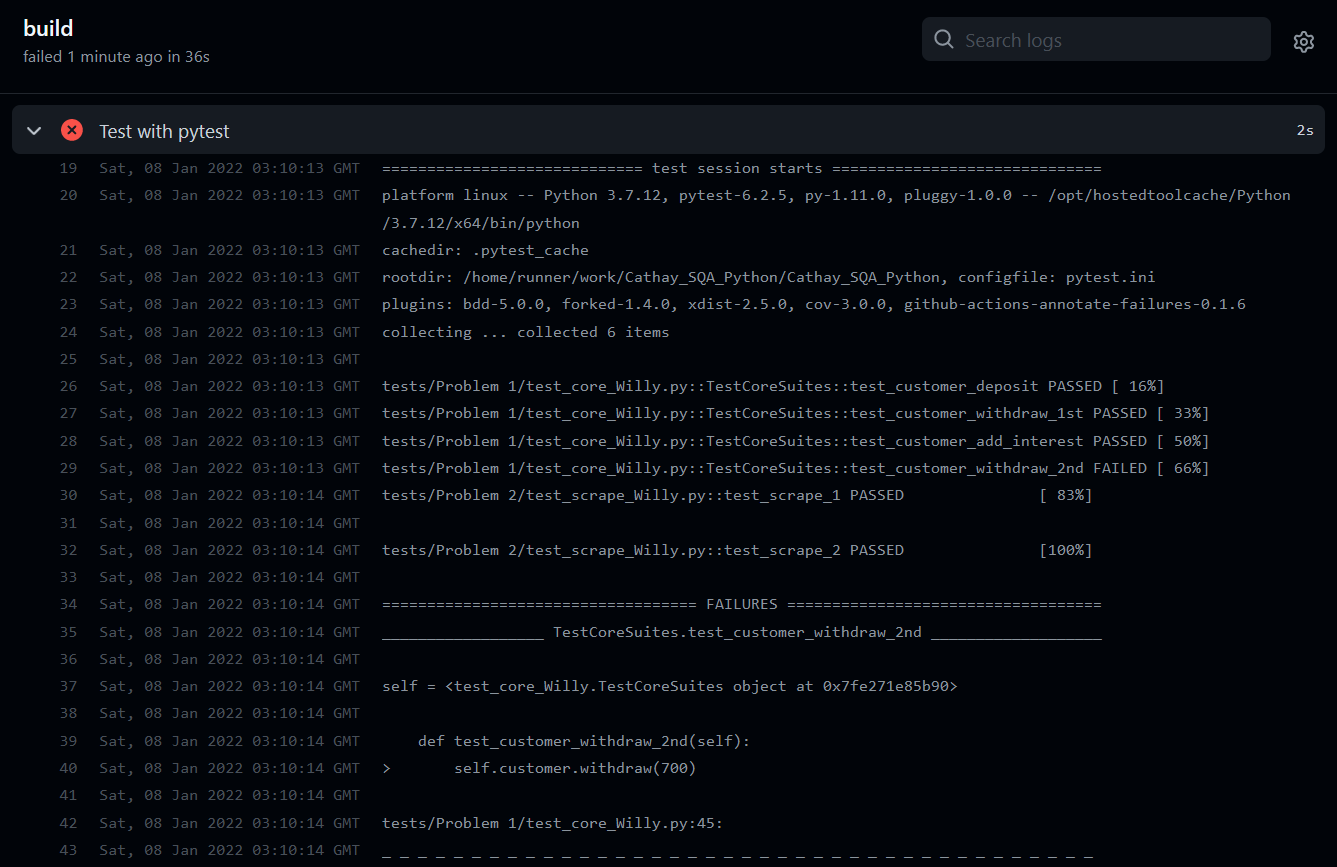 build
failed 1 minute ago in 36s
Search logs
Test with pytest 2s
19 Sat, 08 Jan 2022 03:10:13 GMT ============================= test session starts ==============================
20 Sat, 08 Jan 2022 03:10:13 GMT platform linux -- Python 3.7.12, pytest-6.2.5, py-1.11.0, pluggy-1.0.0 -- /opt/hostedtoolcache/Python
/3.7.12/x64/bin/python
21 Sat, 08 Jan 2022 03:10:13 GMT cachedir: .pytest_cache
22 Sat, 08 Jan 2022 03:10:13 GMT rootdir: /home/runner/work/Cathay_SQA_Python/Cathay_SQA_Python, configfile: pytest.ini
23 Sat, 08 Jan 2022 03:10:13 GMT plugins: bdd-5.0.0, forked-1.4.0, xdist-2.5.0, cov-3.0.0, github-actions-annotate-failures-0.1.6
24 Sat, 08 Jan 2022 03:10:13 GMT collecting ... collected 6 items
25 Sat, 08 Jan 2022 03:10:13 GMT
26 Sat, 08 Jan 2022 03:10:13 GMT tests/Problem 1/test_core_Willy.py::TestCoreSuites::test_customer_deposit PASSED [ 16%]
27 Sat, 08 Jan 2022 03:10:13 GMT tests/Problem 1/test_core_Willy.py::TestCoreSuites::test_customer_withdraw_1st PASSED [ 33%]
28 Sat, 08 Jan 2022 03:10:13 GMT tests/Problem 1/test_core_Willy.py::TestCoreSuites::test_customer_add_interest PASSED [ 50%]
29 Sat, 08 Jan 2022 03:10:13 GMT tests/Problem 1/test_core_Willy.py::TestCoreSuites::test_customer_withdraw_2nd FAILED [ 66%]
30 Sat, 08 Jan 2022 03:10:14 GMT tests/Problem 2/test_scrape_Willy.py::test_scrape_1 PASSED               [ 83%]
31 Sat, 08 Jan 2022 03:10:14 GMT
32 Sat, 08 Jan 2022 03:10:14 GMT tests/Problem 2/test_scrape_Willy.py::test_scrape_2 PASSED               [100%]
33 Sat, 08 Jan 2022 03:10:14 GMT
34 Sat, 08 Jan 2022 03:10:14 GMT =================================== FAILURES ===================================
35 Sat, 08 Jan 2022 03:10:14 GMT __________________ TestCoreSuites.test_customer_withdraw_2nd ___________________
36 Sat, 08 Jan 2022 03:10:14 GMT
37 Sat, 08 Jan 2022 03:10:14 GMT self = <test_core_Willy.TestCoreSuites object at 0x7fe271e85b90>
38 Sat, 08 Jan 2022 03:10:14 GMT
39 Sat, 08 Jan 2022 03:10:14 GMT     def test_customer_withdraw_2nd(self):
40 Sat, 08 Jan 2022 03:10:14 GMT >       self.customer.withdraw(700)
41 Sat, 08 Jan 2022 03:10:14 GMT
42 Sat, 08 Jan 2022 03:10:14 GMT tests/Problem 1/test_core_Willy.py:45:
43 Sat, 08 Jan 2022 03:10:14 GMT _ _ _ _ _ _ _ _ _ _ _ _ _ _ _ _ _ _ _ _ _ _ _ _ _ _ _ _ _ _ _ _ _ _ _ _ _ _ _ _